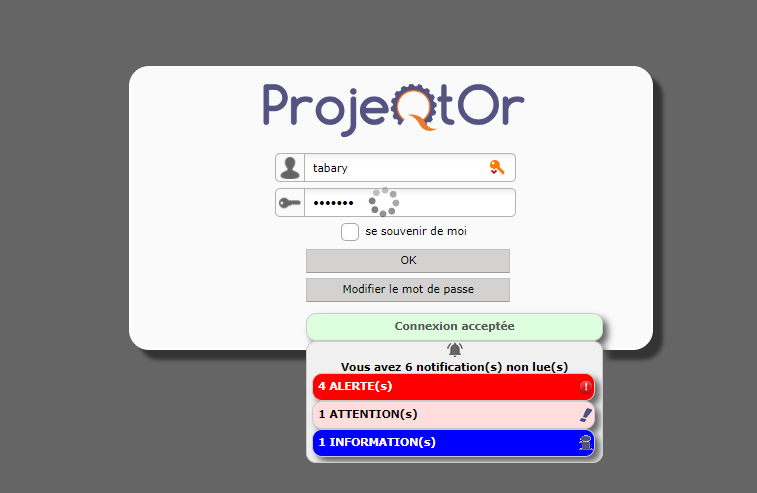 ProjeQtOr
tabary
•••••••
se souvenir de moi
OK
Modifier le mot de passe
Connexion acceptée
Vous avez 6 notification(s) non lue(s)
4 ALERTE(s)
1 ATTENTION(s)
1 INFORMATION(s)